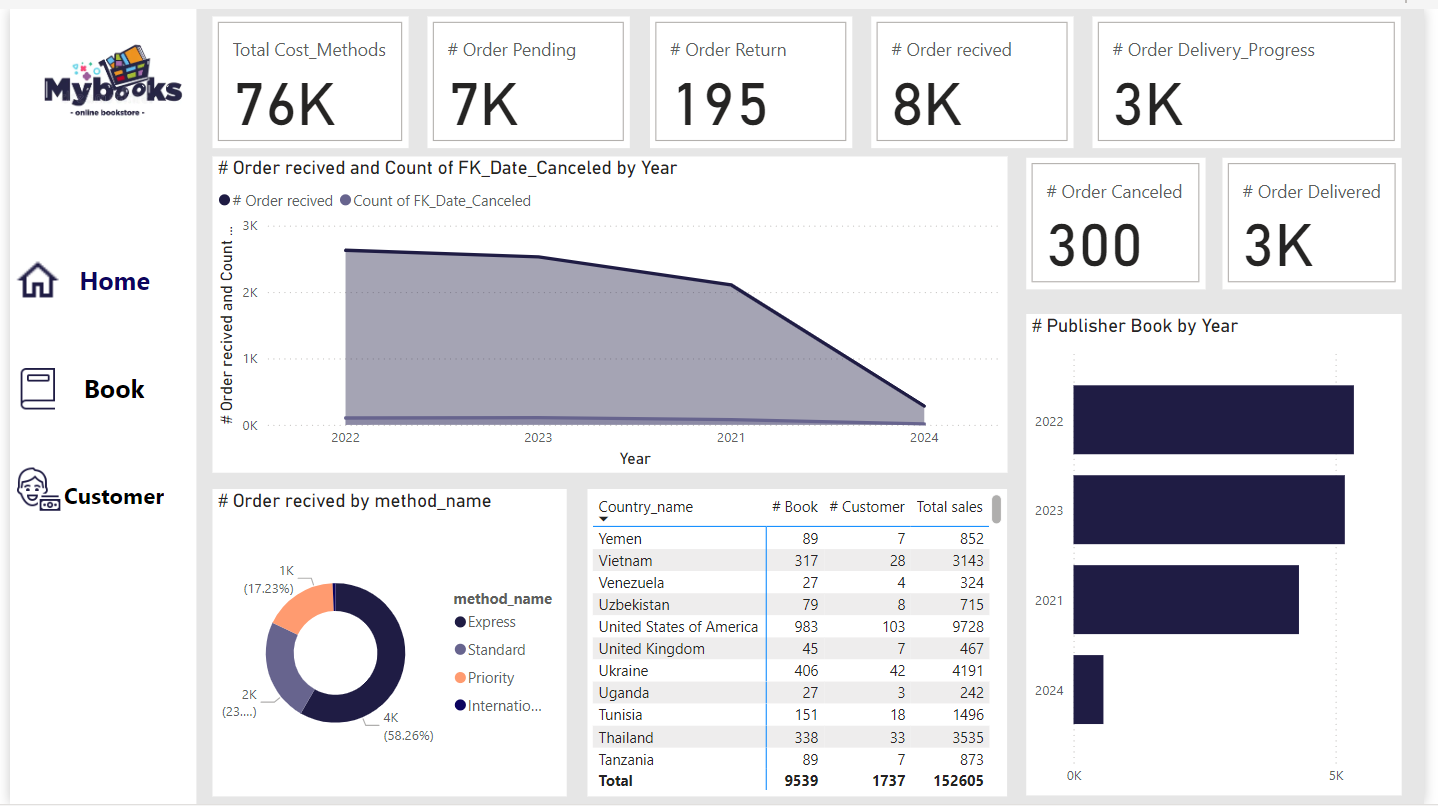 Mybooks
- online bookstore -
Home
Book
Customer
Total Cost_Methods
76K
# Order Pending
7K
# Order Return
195
# Order recived
8K
# Order Delivery_Progress
3K
# Order recived and Count of FK_Date_Canceled by Year
# Order recived Count of FK_Date_Canceled
# Order recived and Count ...
3K
2K
1K
0K
2022 2023 2021 2024
Year
# Order Canceled
300
# Order Delivered
3K
# Publisher Book by Year
2022
2023
2021
2024
0K 5K
# Order recived by method_name
1K
(17.23%)
2K
(23....)
4K
(58.26%)
method_name
Express
Standard
Priority
Internatio...
Country_name # Book # Customer Total sales
Yemen 89 7 852
Vietnam 317 28 3143
Venezuela 27 4 324
Uzbekistan 79 8 715
United States of America 983 103 9728
United Kingdom 45 7 467
Ukraine 406 42 4191
Uganda 27 3 242
Tunisia 151 18 1496
Thailand 338 33 3535
Tanzania 89 7 873
Total 9539 1737 152605